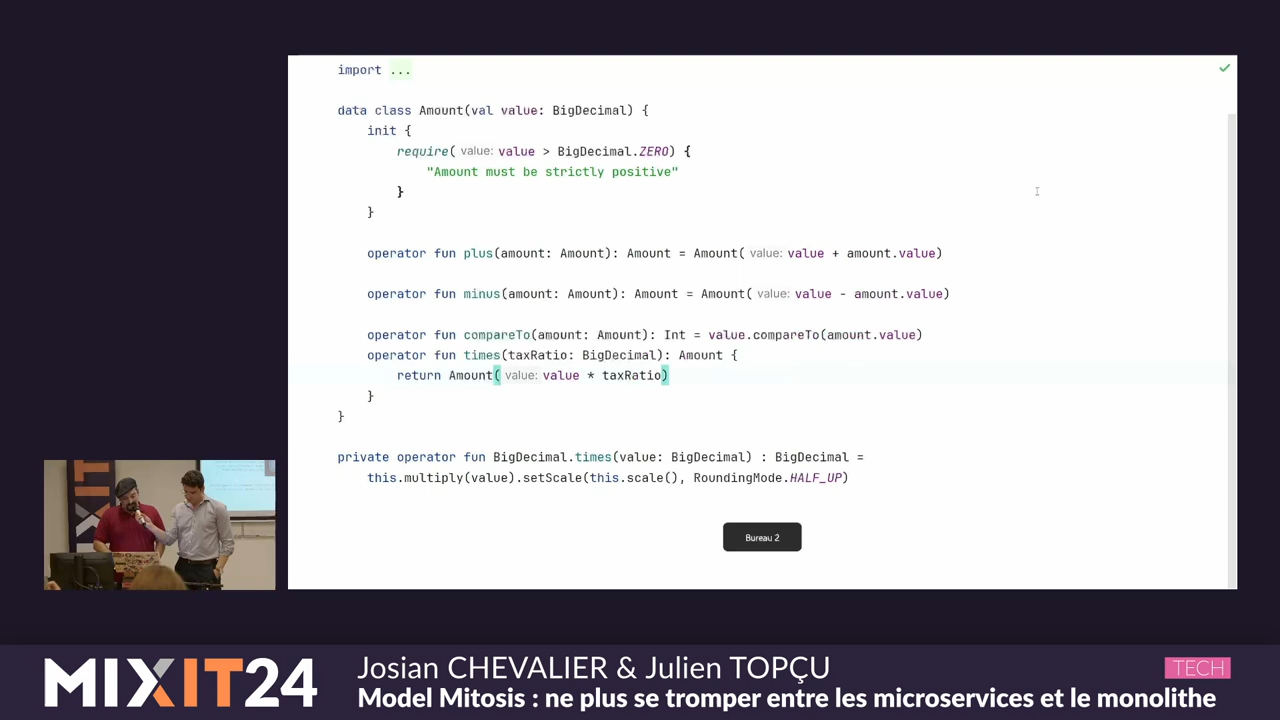 import ...
data class Amount(val value: BigDecimal) {
init {
require( value: value > BigDecimal.ZERO) {
"Amount must be strictly positive"
}
}
operator fun plus(amount: Amount): Amount = Amount( value: value + amount.value)
operator fun minus(amount: Amount): Amount = Amount( value: value - amount.value)
operator fun compareTo(amount: Amount): Int = value.compareTo(amount.value)
operator fun times(taxRatio: BigDecimal): Amount {
return Amount( value: value * taxRatio)
}
}
private operator fun BigDecimal.times(value: BigDecimal) : BigDecimal =
this.multiply(value).setScale(this.scale(), RoundingMode.HALF_UP)
Bureau 2
MIXIT
MIXIT24
Josian CHEVALIER & Julien TOPÇU
TECH
Model Mitosis : ne plus se tromper entre les microservices et le monolithe